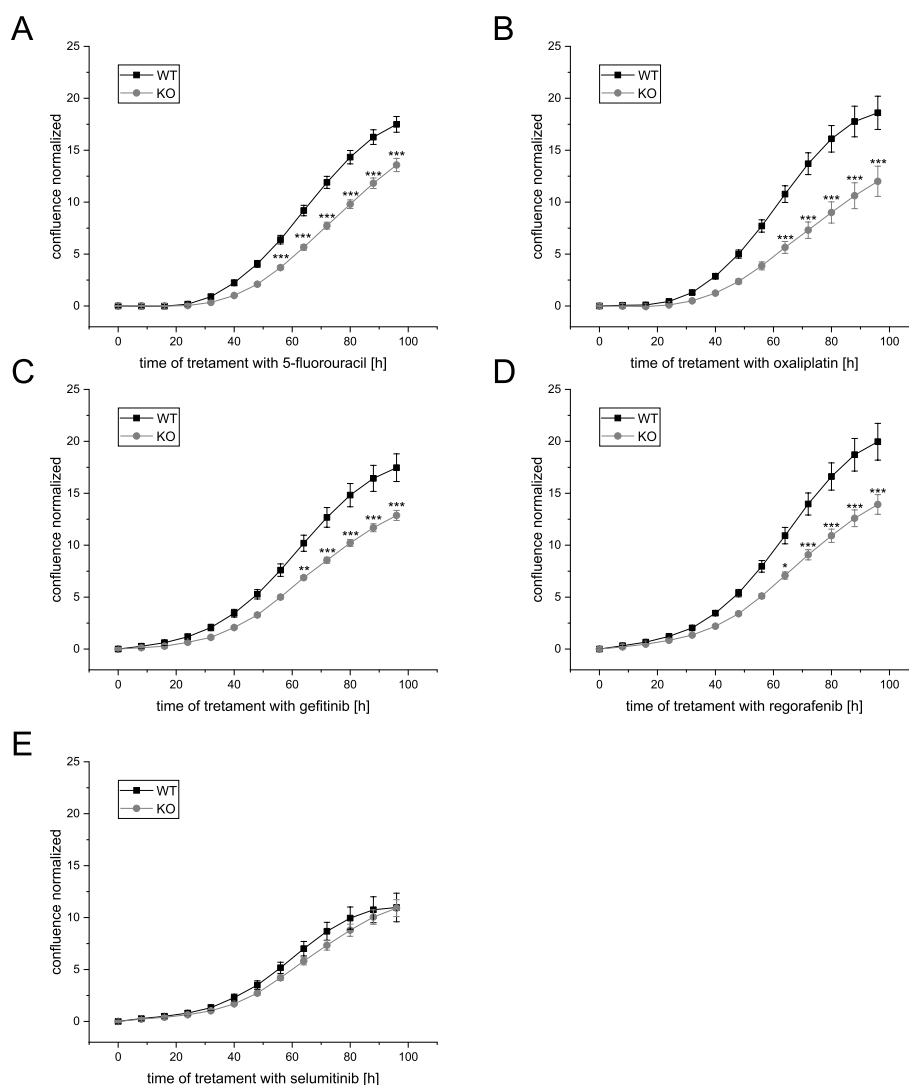 A
confluence normalized
25
20
15
10
5
0
WT
KO
***
***
***
***
***
***
0 20 40 60 80 100
time of tretament with 5-fluorouracil [h]
B
confluence normalized
25
20
15
10
5
0
WT
KO
***
***
***
***
***
0 20 40 60 80 100
time of tretament with oxaliplatin [h]
C
confluence normalized
25
20
15
10
5
0
WT
KO
**
***
***
***
***
0 20 40 60 80 100
time of tretament with gefitinib [h]
D
confluence normalized
25
20
15
10
5
0
WT
KO
*
***
***
***
***
0 20 40 60 80 100
time of tretament with regorafenib [h]
E
confluence normalized
25
20
15
10
5
0
WT
KO
0 20 40 60 80 100
time of tretament with selumitinib [h]